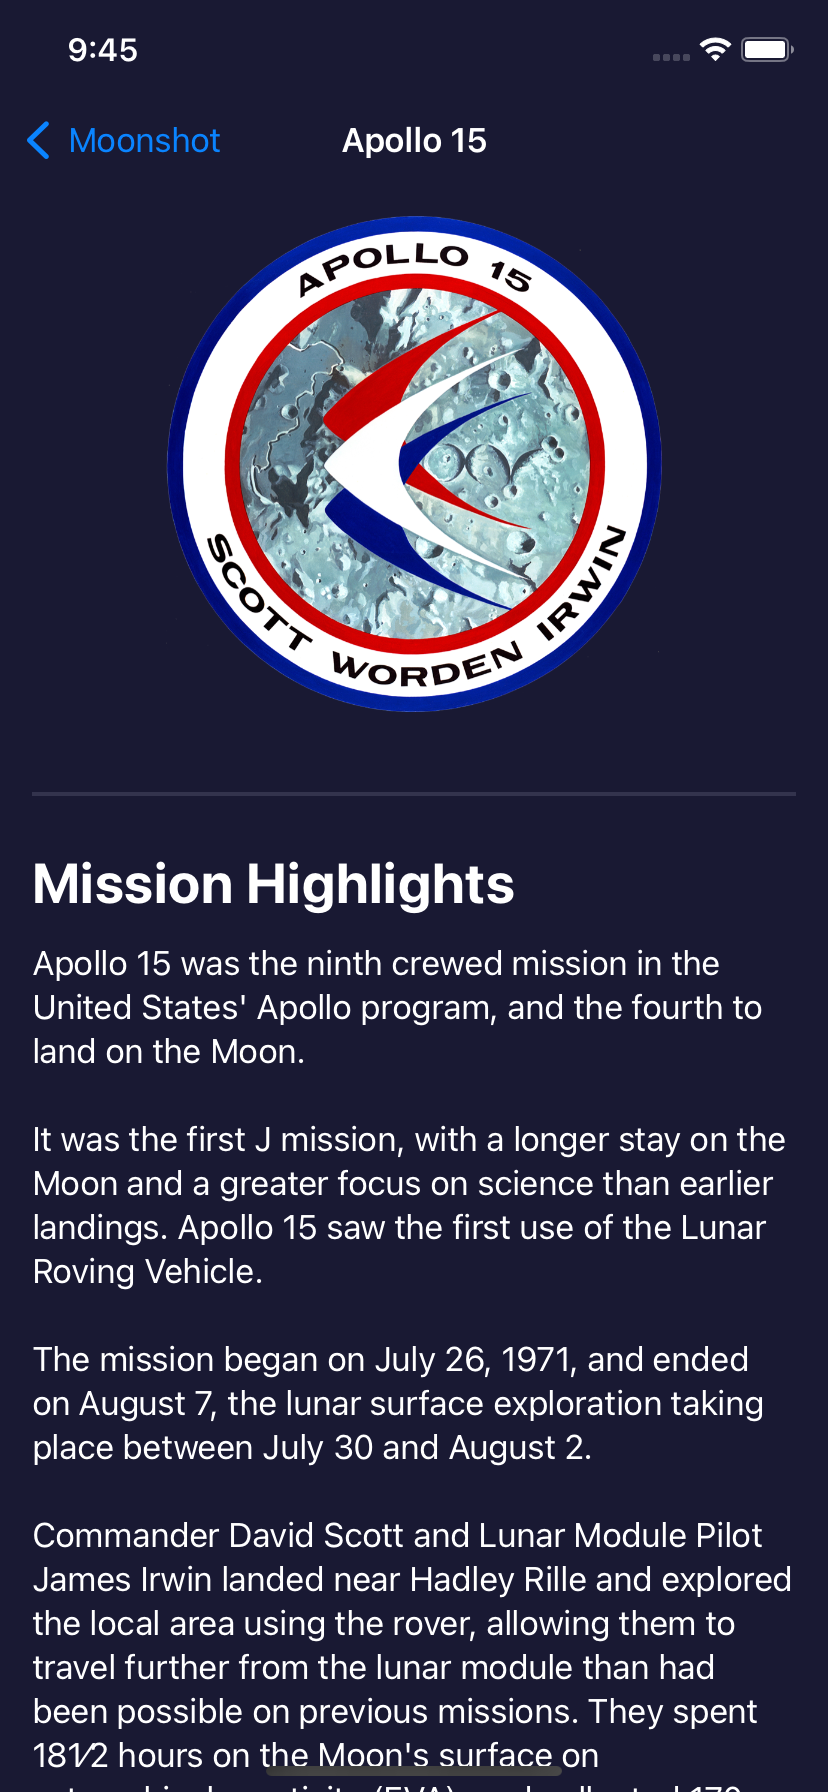 9:45
Moonshot
Apollo 15
APOLLO 15
SCOTT WORDEN IRWIN
Mission Highlights
Apollo 15 was the ninth crewed mission in the
United States' Apollo program, and the fourth to
land on the Moon.
It was the first J mission, with a longer stay on the
Moon and a greater focus on science than earlier
landings. Apollo 15 saw the first use of the Lunar
Roving Vehicle.
The mission began on July 26, 1971, and ended
on August 7, the lunar surface exploration taking
place between July 30 and August 2.
Commander David Scott and Lunar Module Pilot
James Irwin landed near Hadley Rille and explored
the local area using the rover, allowing them to
travel further from the lunar module than had
been possible on previous missions. They spent
181⁄2 hours on the Moon's surface on